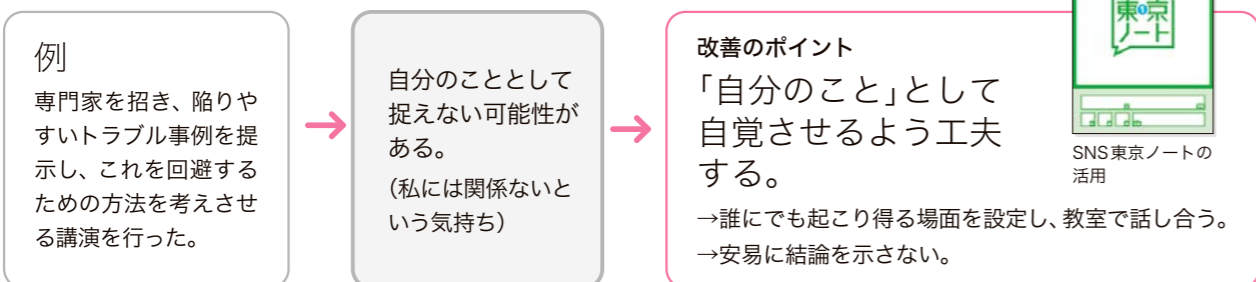 例
専門家を招き、陥りや
すいトラブル事例を提
示し、これを回避する
ための方法を考えさせ
る講演を行った。
自分のこととして
捉えない可能性が
ある。
（私には関係ないと
いう気持ち）
改善のポイント
「自分のこと」として
自覚させるよう工夫
する。
→誰にでも起こり得る場面を設定し、教室で話し合う。
→安易に結論を示さない。
東京
ノート
SNS東京ノートの
活用